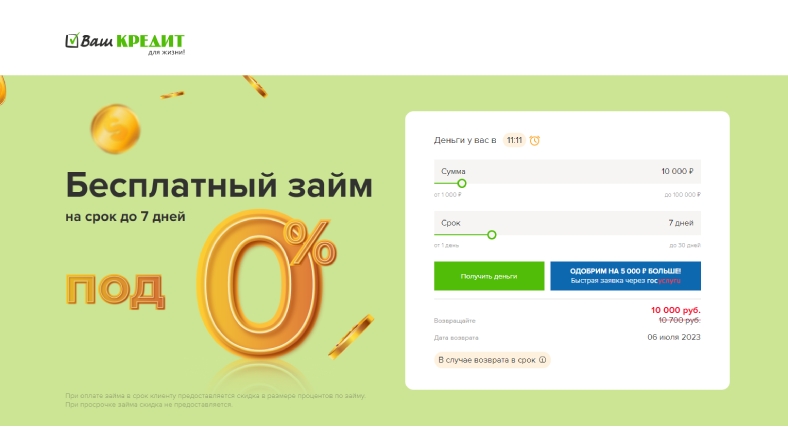 Ваш КРЕДИТ
для жизни!
Деньги у вас в 11:11
Сумма 10 000 ₽
от 1 000 ₽ до 100 000 ₽
Срок 7 дней
от 1 день до 30 дней
Получить деньги
ОДОБРИМ НА 5 000 ₽ БОЛЬШЕ!
Быстрая заявка через госуслуги
10 000 руб.
Возвращайте 10 700 руб.
Дата возврата 06 июля 2023
В случае возврата в срок
Бесплатный займ
на срок до 7 дней
под 0%
При оплате займа в срок клиенту предоставляется скидка в размере процентов по займу.
При просрочке займа скидка не предоставляется